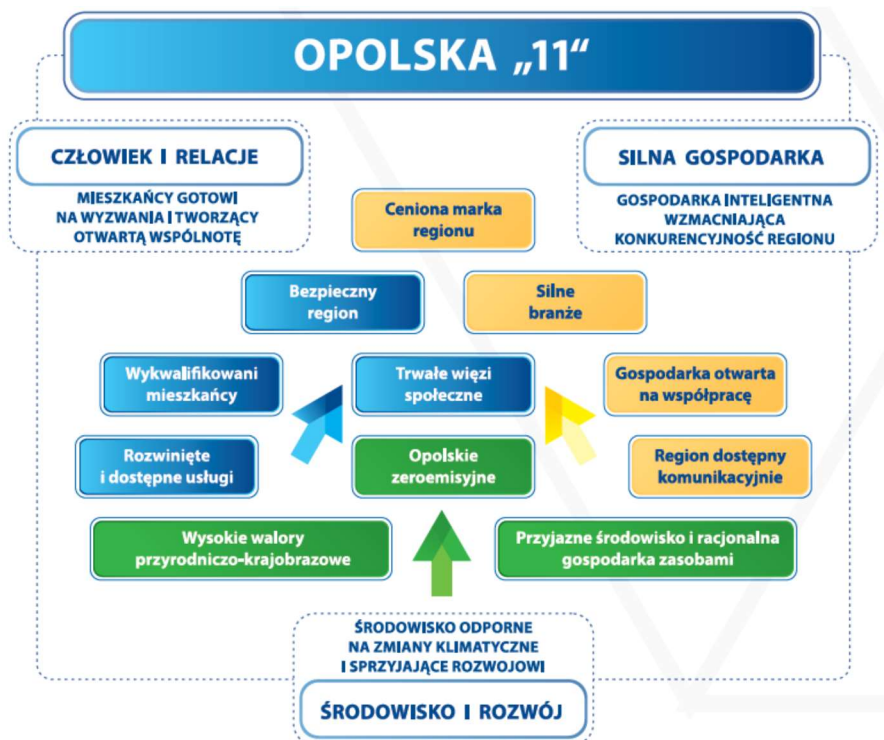 OPOLSKA „11“
CZŁOWIEK I RELACJE
MIESZKAŃCY GOTOWI
NA WYZWANIA I TWORZĄCY
OTWARTĄ WSPÓLNOTĘ
SILNA GOSPODARKA
GOSPODARKA INTELIGENTNA
WZMACNIAJĄCA
KONKURENCYJNOŚĆ REGIONU
Ceniona marka
regionu
Bezpieczny
region
Silne
branże
Wykwalifikowani
mieszkańcy
Trwałe więzi
społeczne
Gospodarka otwarta
na współpracę
Rozwinięte
i dostępne usługi
Opolskie
zeroemisyjne
Region dostępny
komunikacyjnie
Wysokie walory
przyrodniczo-krajobrazowe
Przyjazne środowisko i racjonalna
gospodarka zasobami
ŚRODOWISKO ODPORNE
NA ZMIANY KLIMATYCZNE
I SPRZYJAJĄCE ROZWOJOWI
ŚRODOWISKO I ROZWÓJ